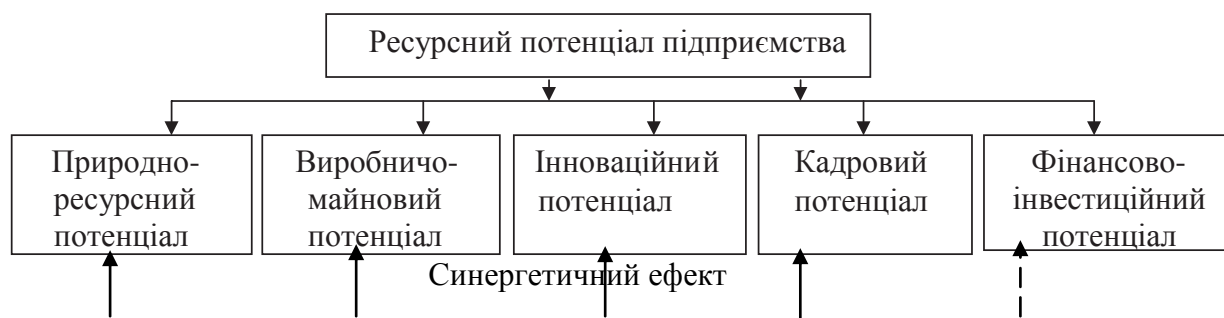 Ресурсний потенціал підприємства
Природно-
ресурсний
потенціал
Виробничо-
майновий
потенціал
Інноваційний
потенціал
Кадровий
потенціал
Фінансово-
інвестиційний
потенціал
Синергетичний ефект